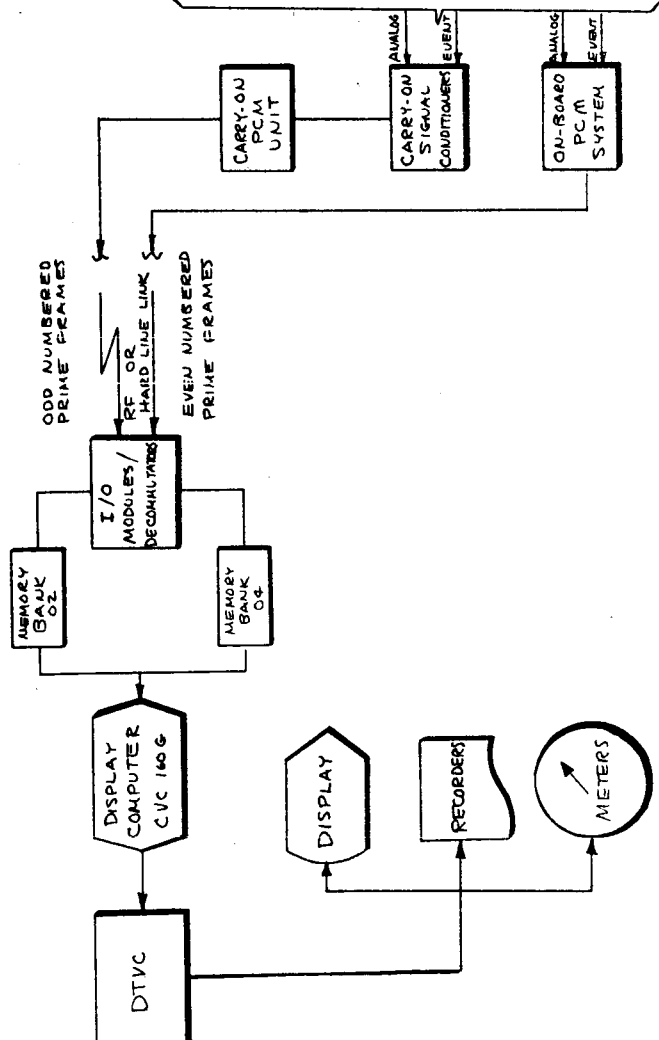 ANALOG
EVENT
ANALOG
EVENT
CARRY-ON
PCM
UNIT
CARRY-ON
SIGNAL
CONDITIONERS
ON-BOARD
PCM
SYSTEM
ODD NUMBERED
PRIME FRAMES
RF OR
HARD LINE LINK
EVEN NUMBERED
PRIME FRAMES
I/O
MODULES/
DECOMMUTATORS
MEMORY
BANK
02
MEMORY
BANK
04
DISPLAY
COMPUTER
CVC 160G
DTVC
DISPLAY
RECORDERS
METERS